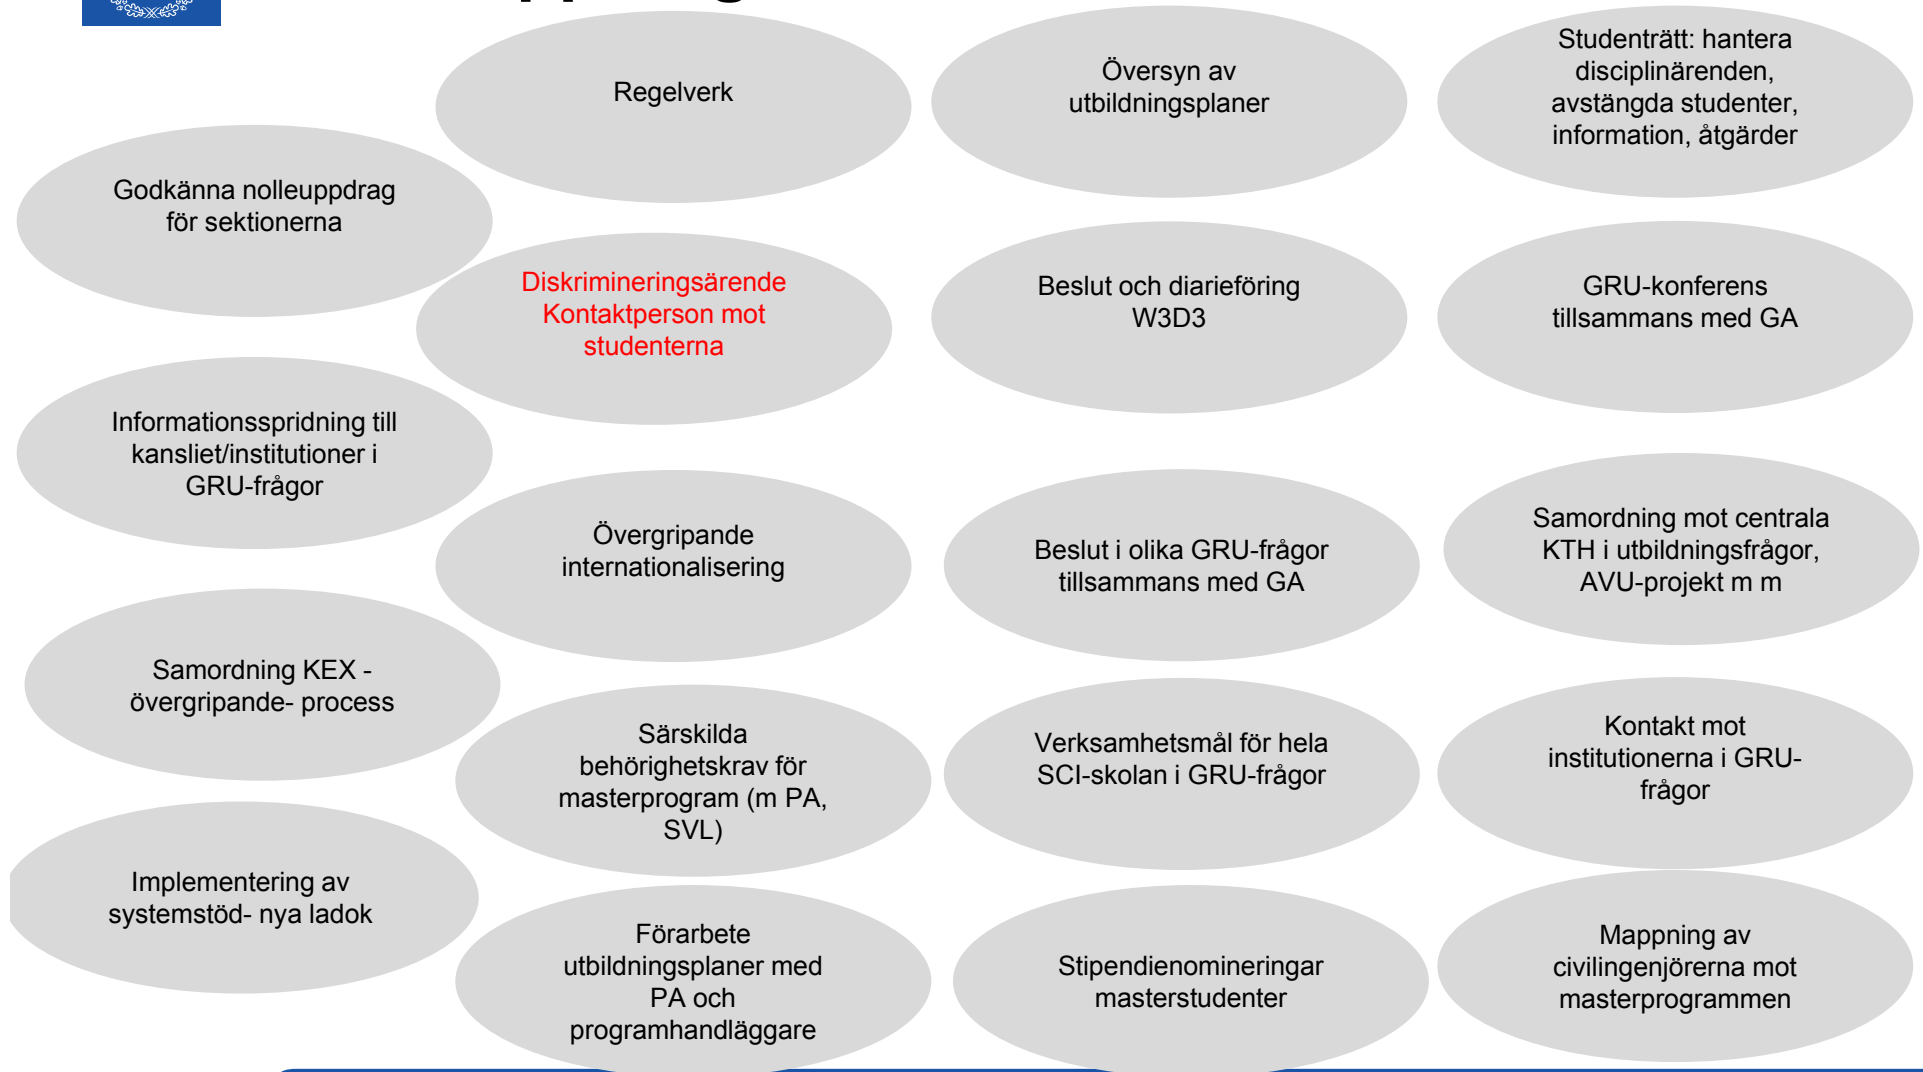 Regelverk
Översyn av
utbildningsplaner
Studenträtt: hantera
disciplinärenden,
avstängda studenter,
information, åtgärder
Godkänna nolleuppdrag
för sektionerna
Diskrimineringsärende
Kontaktperson mot
studenterna
Beslut och diarieföring
W3D3
GRU-konferens
tillsammans med GA
Informationsspridning till
kansliet/institutioner i
GRU-frågor
Övergripande
internationalisering
Beslut i olika GRU-frågor
tillsammans med GA
Samordning mot centrala
KTH i utbildningsfrågor,
AVU-projekt m m
Samordning KEX -
övergripande- process
Särskilda
behörighetskrav för
masterprogram (m PA,
SVL)
Verksamhetsmål för hela
SCI-skolan i GRU-frågor
Kontakt mot
institutionerna i GRU-
frågor
Implementering av
systemstöd- nya ladok
Förarbete
utbildningsplaner med
PA och
programhandläggare
Stipendienomineringar
masterstudenter
Mappning av
civilingenjörerna mot
masterprogrammen